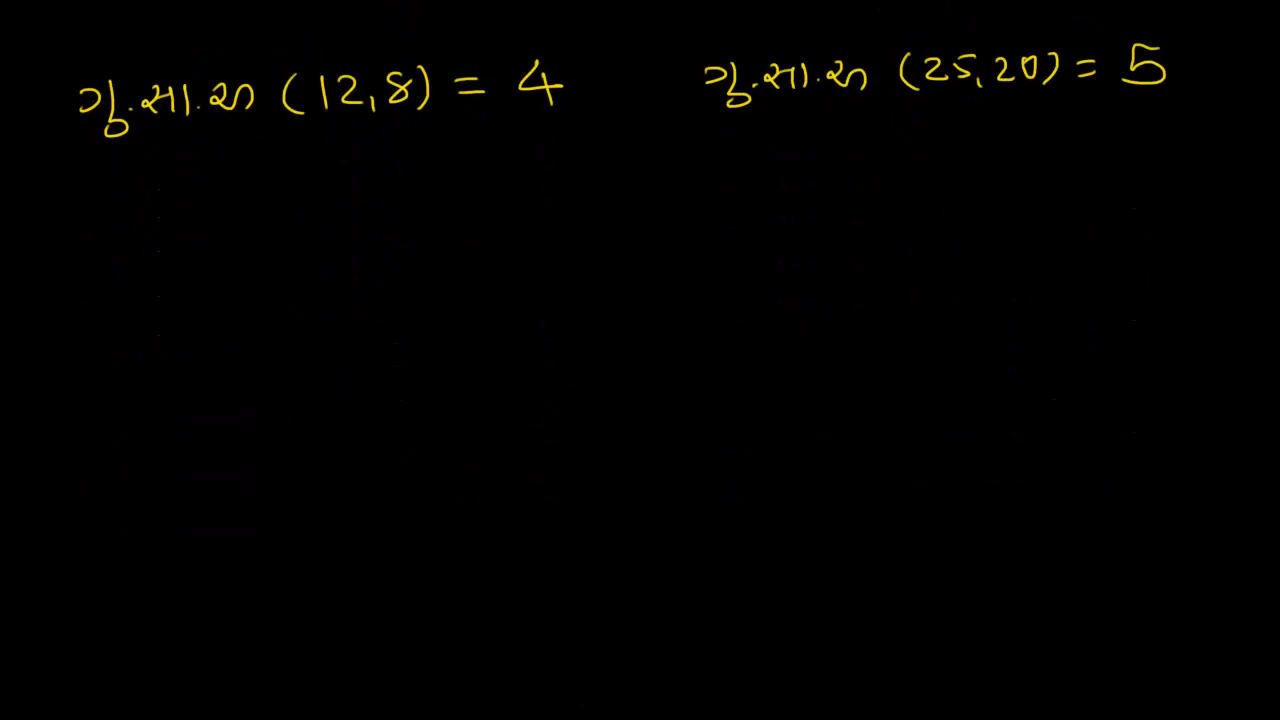 ગુ.સા.અ (12,8) = 4
ગુ.સા.અ (25,20) = 5